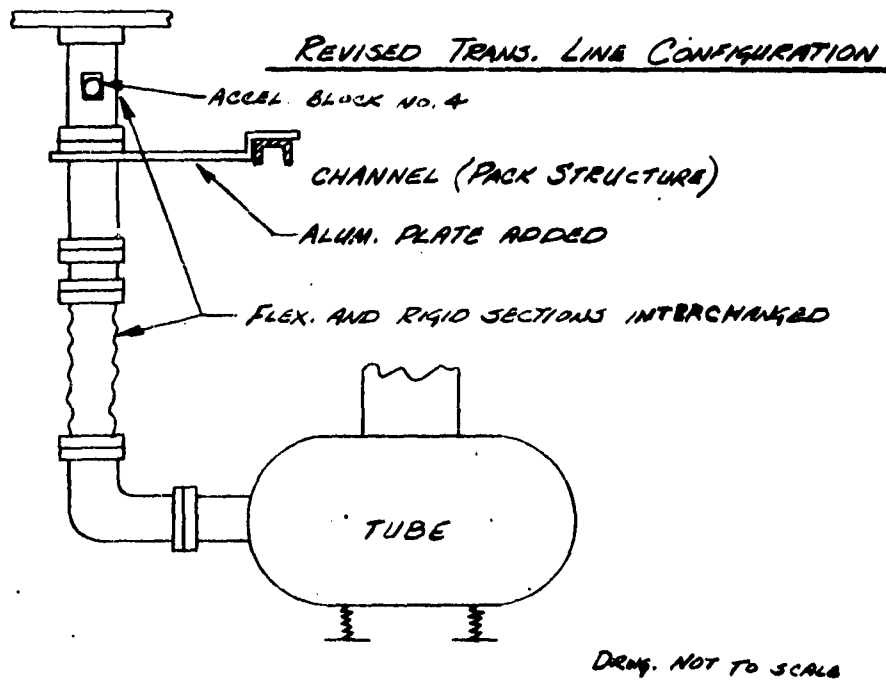 REVISED TRANS. LINE CONFIGURATION
ACCEL. BLOCK NO. 4
CHANNEL (PACK STRUCTURE)
ALUM. PLATE ADDED
FLEX. AND RIGID SECTIONS INTERCHANGED
TUBE
DRWG. NOT TO SCALE